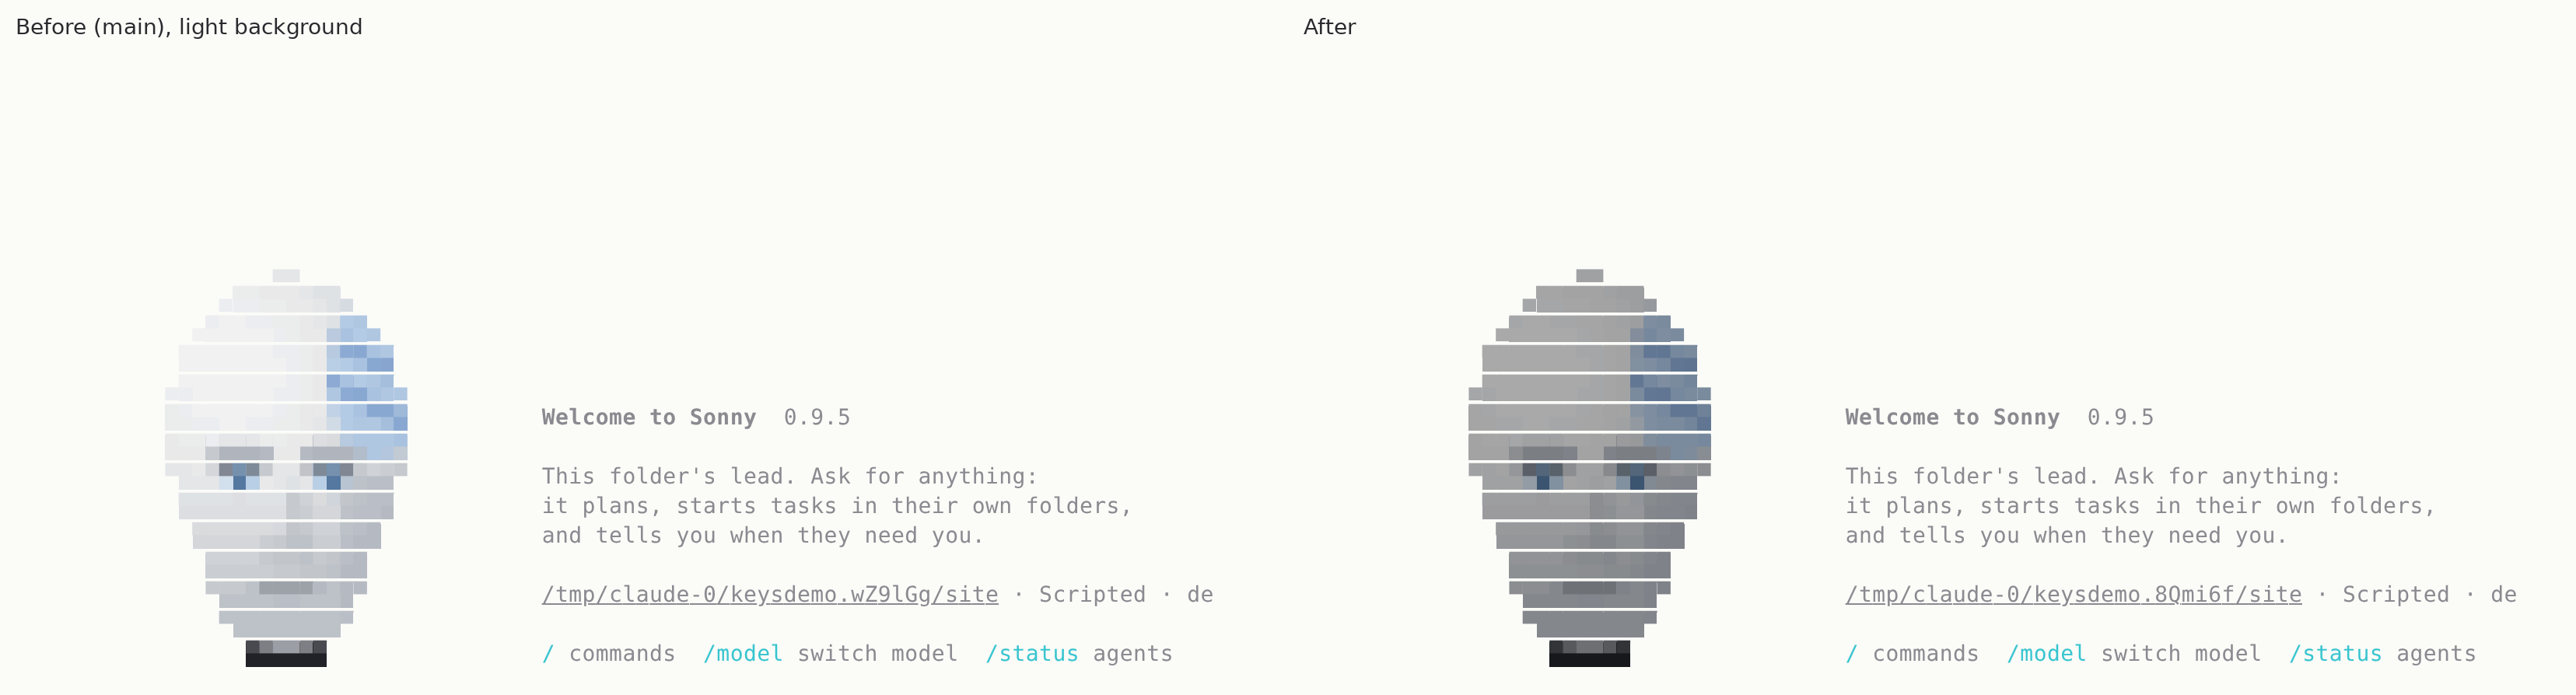 Before (main), light background
Welcome to Sonny  0.9.5
This folder's lead. Ask for anything:
it plans, starts tasks in their own folders,
and tells you when they need you.
/tmp/claude-0/keysdemo.wZ9lGg/site · Scripted · de
/ commands  /model switch model  /status agents
After
Welcome to Sonny  0.9.5
This folder's lead. Ask for anything:
it plans, starts tasks in their own folders,
and tells you when they need you.
/tmp/claude-0/keysdemo.8Qmi6f/site · Scripted · de
/ commands  /model switch model  /status agents